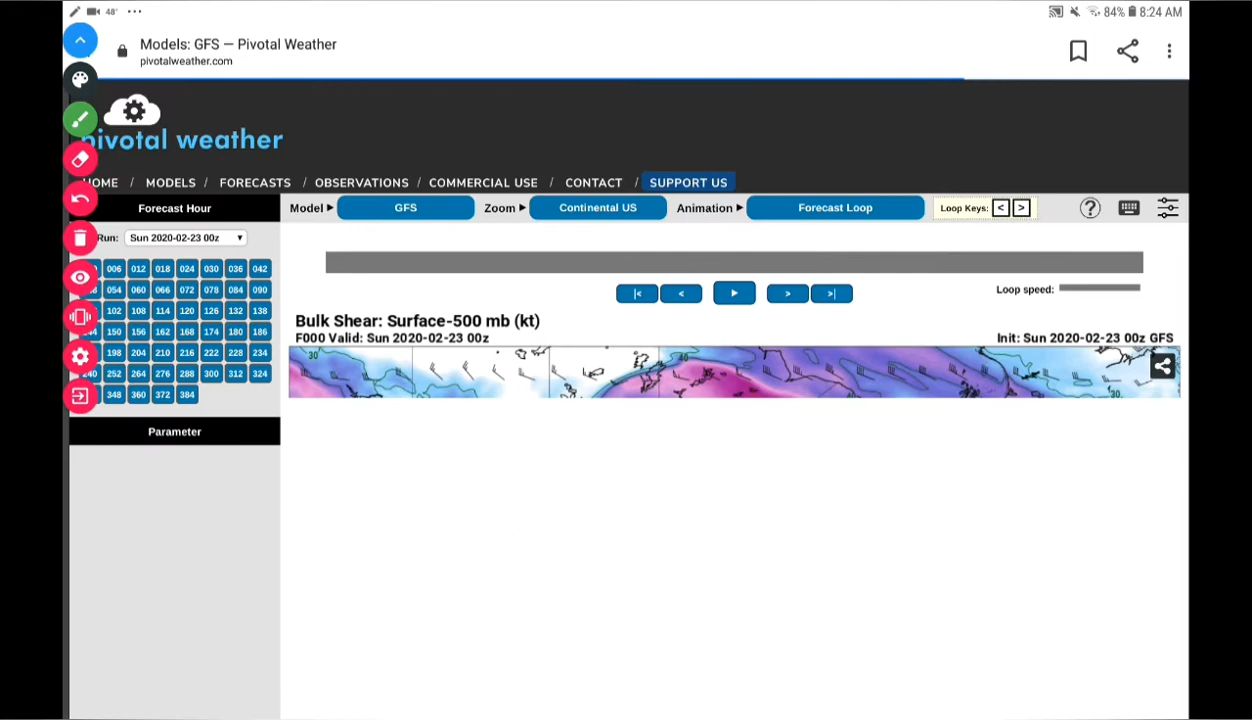 48' 84% 8:24 AM
Models: GFS — Pivotal Weather
pivotalweather.com
pivotal weather
HOME / MODELS / FORECASTS / OBSERVATIONS / COMMERCIAL USE / CONTACT / SUPPORT US
Forecast Hour Model ▶ GFS Zoom ▶ Continental US Animation ▶ Forecast Loop Loop Keys: < > ?
Run: Sun 2020-02-23 00z ▼
006 012 018 024 030 036 042
054 060 066 072 078 084 090
102 108 114 120 126 132 138
150 156 162 168 174 180 186
198 204 210 216 222 228 234
240 252 264 276 288 300 312 324
348 360 372 384
|< < ▶ > >| Loop speed:
Bulk Shear: Surface-500 mb (kt)
F000 Valid: Sun 2020-02-23 00z Init: Sun 2020-02-23 00z GFS
30 40 30
Parameter